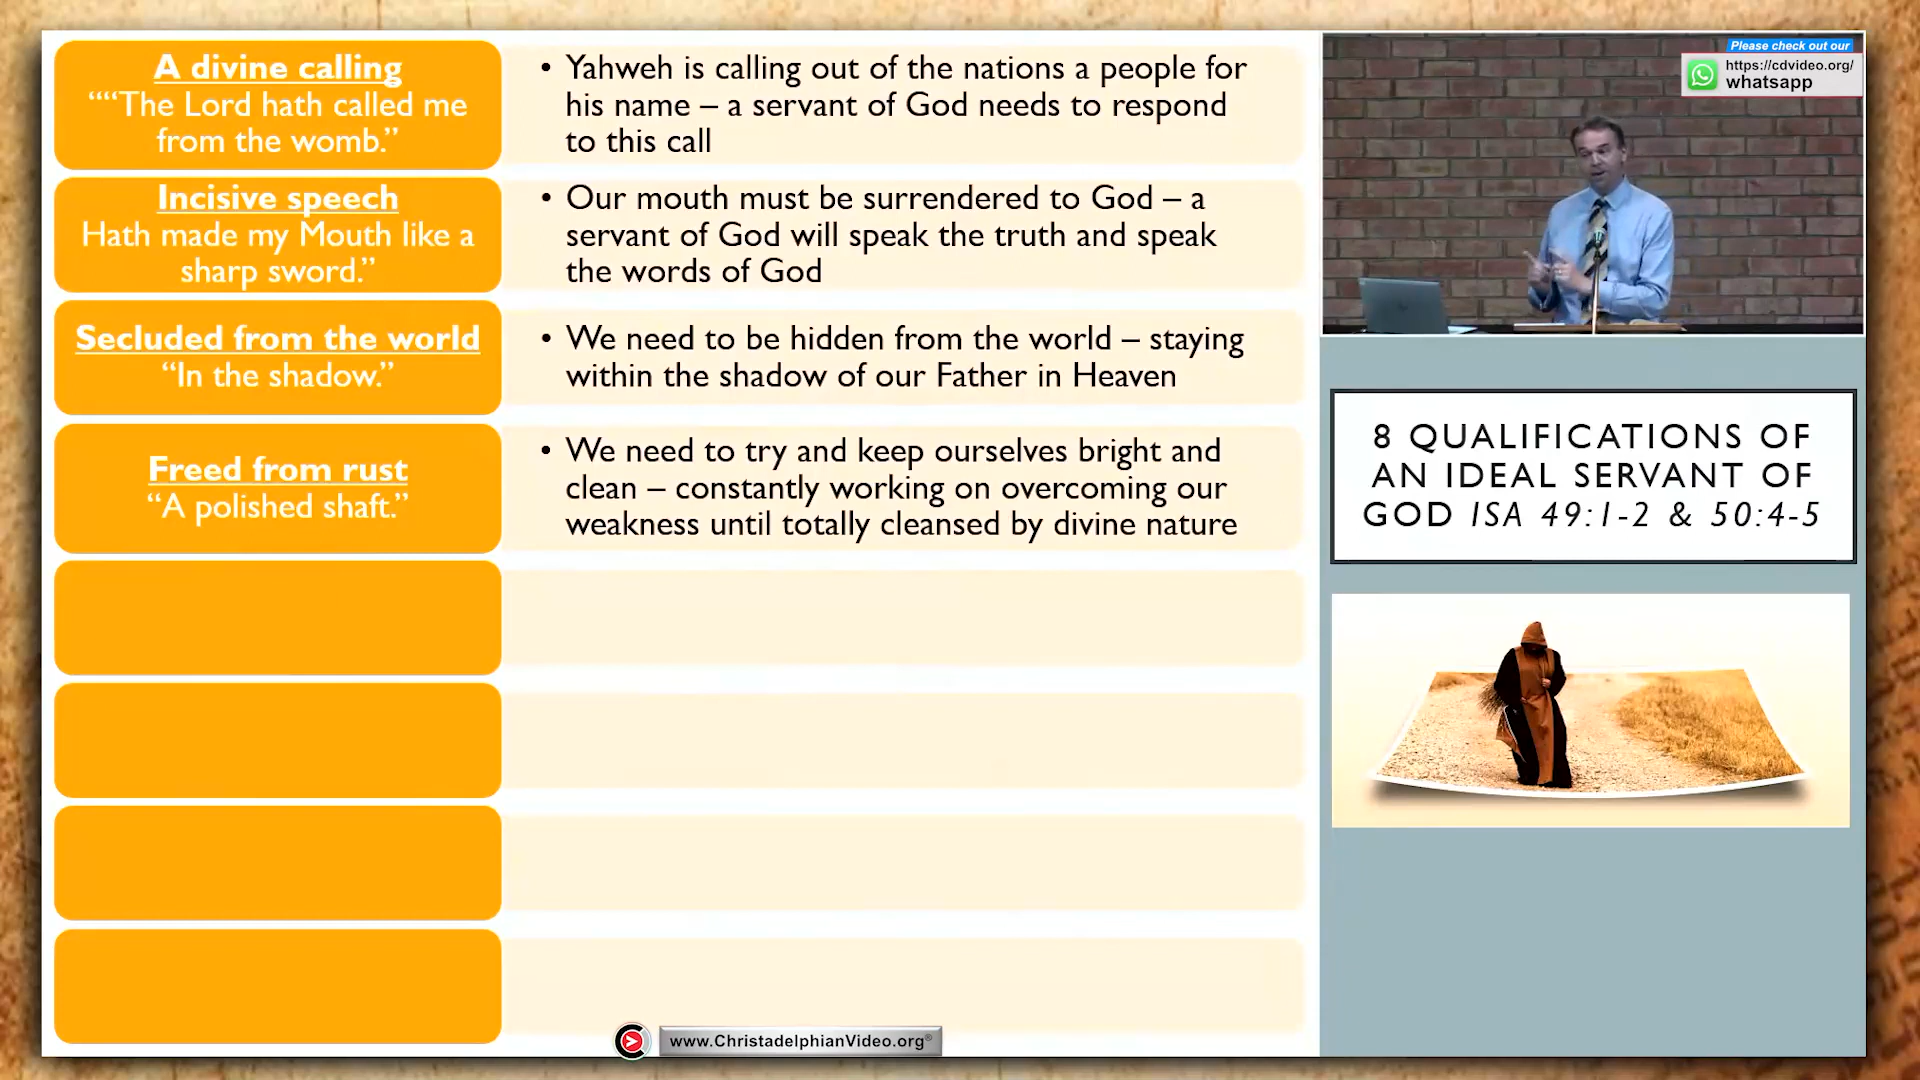 A divine calling
““The Lord hath called me
from the womb.”
• Yahweh is calling out of the nations a people for
his name – a servant of God needs to respond
to this call
Incisive speech
Hath made my Mouth like a
sharp sword.”
• Our mouth must be surrendered to God – a
servant of God will speak the truth and speak
the words of God
Secluded from the world
“In the shadow.”
• We need to be hidden from the world – staying
within the shadow of our Father in Heaven
Freed from rust
“A polished shaft.”
• We need to try and keep ourselves bright and
clean – constantly working on overcoming our
weakness until totally cleansed by divine nature
Please check out our
https://cdvideo.org/
whatsapp
8 QUALIFICATIONS OF
AN IDEAL SERVANT OF
GOD ISA 49:1-2 & 50:4-5
www.ChristadelphianVideo.org®